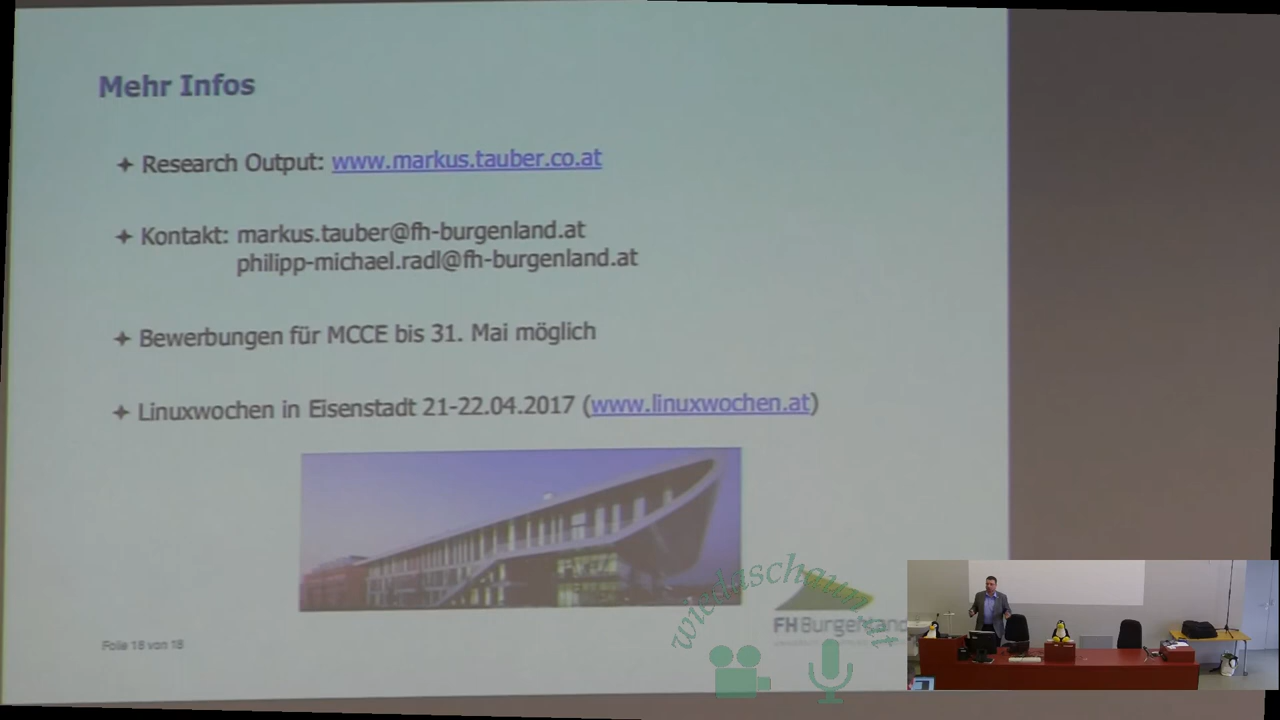 Mehr Infos
Research Output: www.markus.tauber.co.at
Kontakt: markus.tauber@fh-burgenland.at
philipp-michael.radl@fh-burgenland.at
Bewerbungen für MCCE bis 31. Mai möglich
Linuxwochen in Eisenstadt 21-22.04.2017 (www.linuxwochen.at)
wiedaschaun.at
FH Burgenland
Folie 18 von 18